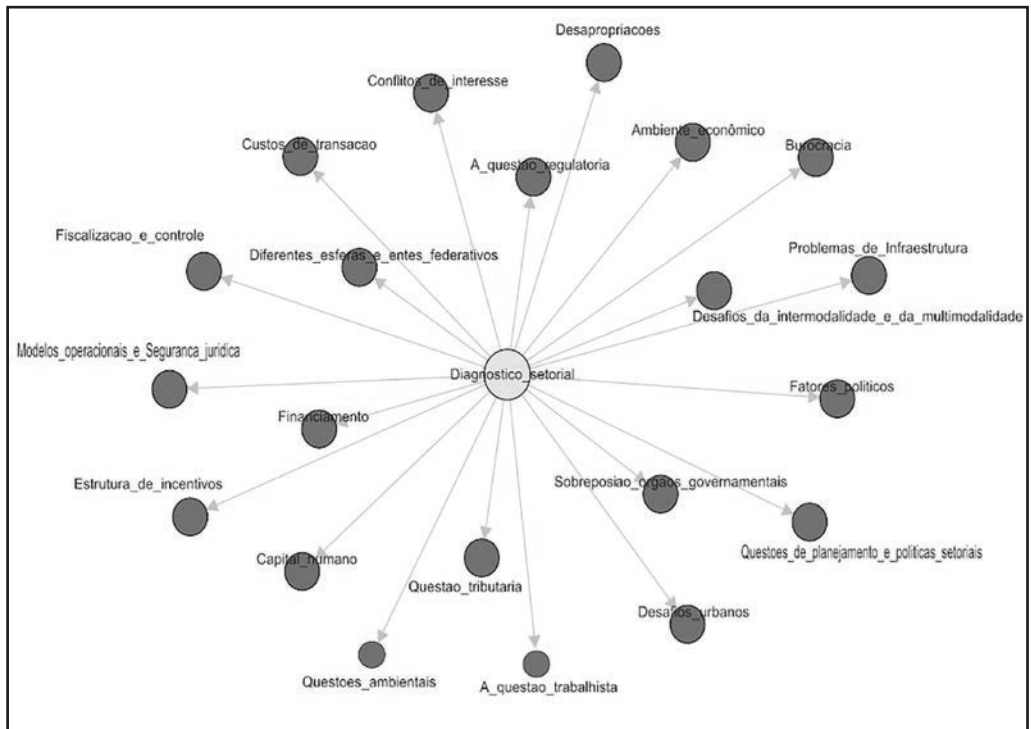 Desapropriacoes
Conflitos_de_interesse
Ambiente_econômico
Custos_de_transacao
Burocracia
A_questao_regulatoria
Fiscalizacao_e_controle
Diferentes_esferas_e_entes_federativos
Problemas_de_Infraestrutura
Desafios_da_intermodalidade_e_da_multimodalidade
Modelos_operacionais_e_Seguranca_juridica
Diagnostico_setorial
Fatores_politicos
Financiamento
Estrutura_de_incentivos
Sobreposiao_orgaos_governamentais
Questoes_de_planejamento_e_politicas_setoriais
Capital_humano
Questao_tributaria
Desafios_urbanos
Questoes_ambientais
A_questao_trabalhista